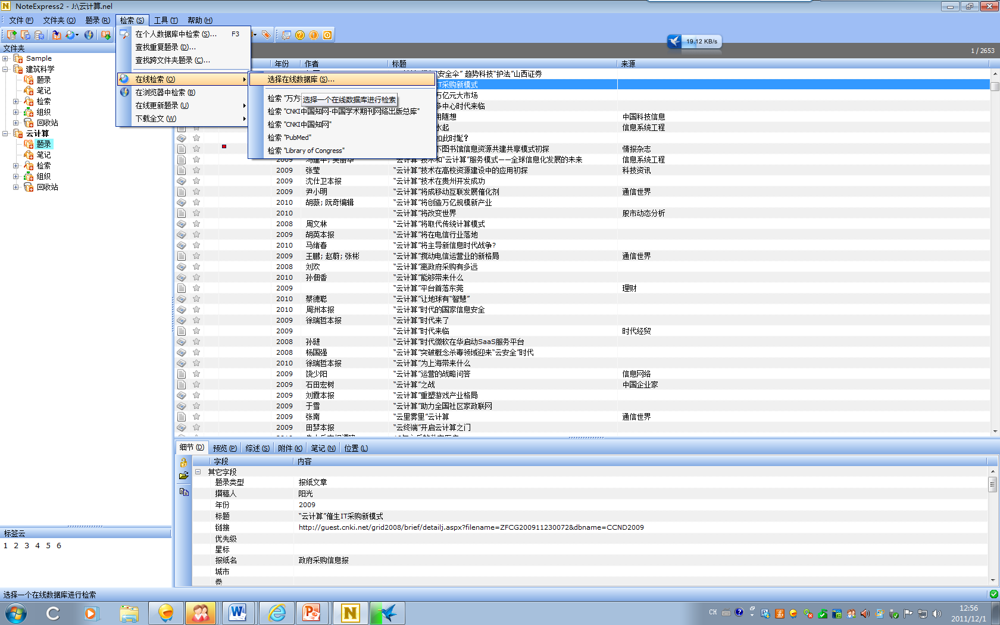 NoteExpress2 - J:\云计算.nel
文件 (F) 文件夹 (O) 题录 (R) 检索 (S) 工具 (T) 帮助 (H)
在个人数据库中检索 (S)... F3
查找重复题录 (D)...
查找跨文件夹题录 (C)...
在线检索 (O)
在浏览器中检索 (B)
在线更新题录 (U)
下载全文 (W)
选择在线数据库 (S)...
检索 "万方
选择一个在线数据库进行检索
检索 "CNKI中国知网-中国学术期刊网络出版总库"
检索 "CNKI中国知网"
检索 "PubMed"
检索 "Library of Congress"
19.12 KB/s
1 / 2653
文件夹
Sample
建筑科学
题录
笔记
检索
组织
回收站
云计算
题录
笔记
检索
组织
回收站
标签云
1 2 3 4 5 6
年份 作者 标题 来源
安全伞” 趋势科技“护法”山西证券
IT采购新模式
万亿元大市场
多中心时代来临
用随想 中国科技信息
水起 信息系统工程
如此时髦?
下图书馆信息资源共建共享模式初探 情报杂志
2009 冯建平; 吴丽华 “云计算”技术和“云计算”服务模式——全球信息化发展的未来 信息系统工程
2009 张莹 “云计算”技术在高校资源建设中的应用初探 科技资讯
2009 沈仕卫本报 “云计算”技术在贵州开发成功
2009 尹小明 “云计算”将成移动互联发展催化剂 通信世界
2010 胡薇; 阮奇编辑 “云计算”将创造万亿规模新产业
2010 “云计算”将改变世界 股市动态分析
2008 周文林 “云计算”将取代传统计算模式
2009 胡英本报 “云计算”将在电信行业落地
2010 马绪春 “云计算”将主导新信息时代战争?
2009 王鹏; 赵蔚; 张彬 “云计算”搅动电信运营业的新格局 通信世界
2008 刘欢 “云计算”离政府采购有多远
2010 孙佃香 “云计算”能够带来什么
2009 “云计算”平台首落东莞 理财
2010 蔡德聪 “云计算”让地球有“智慧”
2010 周洲本报 “云计算”时代的国家信息安全
2009 徐瑞哲本报 “云计算”时代来了
2009 “云计算”时代来临 时代经贸
2008 孙琎 “云计算”时代微软在华启动SaaS服务平台
2008 杨国强 “云计算”突破概念杀毒领域迎来“云安全”时代
2010 徐瑞哲本报 “云计算”为上海带来什么
2009 饶少阳 “云计算”运营的战略问答 信息网络
2009 石田宏树 “云计算”之战 中国企业家
2009 刘霞本报 “云计算”重塑游戏产业格局
2009 于雪 “云计算”助力全国社区家政联网
2009 张南 “云里雾里”云计算 通信世界
2009 田梦本报 “云终端”开启云计算之门
细节 (D) 预览 (P) 综述 (S) 附件 (K) 笔记 (N) 位置 (L)
字段 内容
其它字段
题录类型 报纸文章
撰稿人 阳光
年份 2009
标题 “云计算”催生IT采购新模式
链接 http://guest.cnki.net/grid2008/brief/detailj.aspx?filename=ZFCG200911230072&dbname=CCND2009
优先级
星标
报纸名 政府采购信息报
城市
卷
选择一个在线数据库进行检索
CH
12:56
2011/12/1